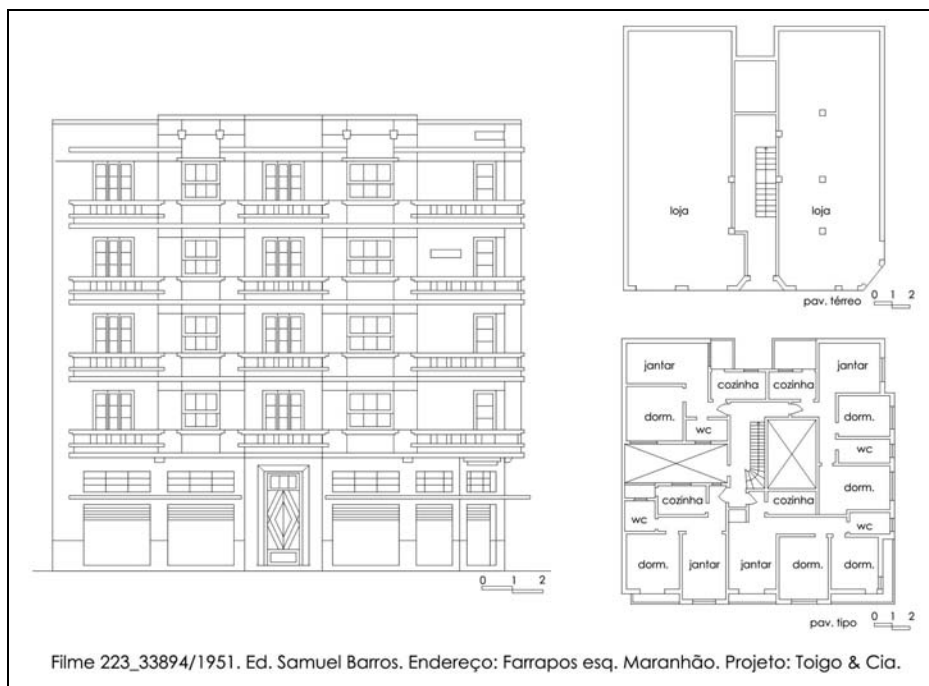 loja
loja
pav. térreo
0 1 2
jantar
cozinha
cozinha
jantar
dorm.
wc
dorm.
wc
dorm.
cozinha
cozinha
wc
wc
dorm.
jantar
jantar
dorm.
dorm.
0 1 2
pav. tipo
0 1 2
Filme 223_33894/1951. Ed. Samuel Barros. Endereço: Farrapos esq. Maranhão. Projeto: Toigo & Cia.